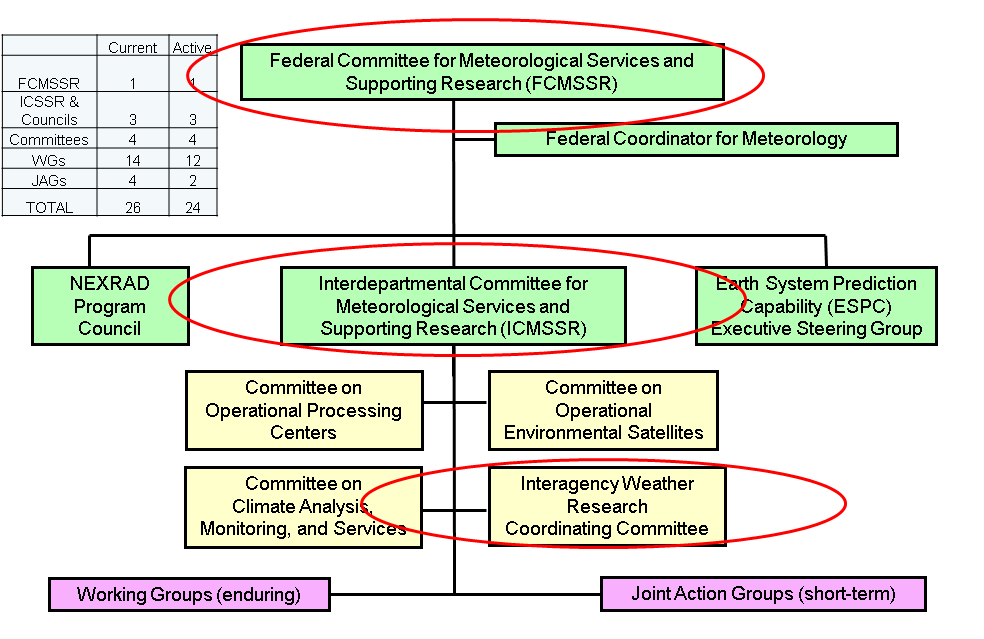 Current Active
FCMSSR 1 1
ICSSR &
Councils 3 3
Committees 4 4
WGs 14 12
JAGs 4 2
TOTAL 26 24
Federal Committee for Meteorological Services and
Supporting Research (FCMSSR)
Federal Coordinator for Meteorology
NEXRAD
Program
Council
Interdepartmental Committee for
Meteorological Services and
Supporting Research (ICMSSR)
Earth System Prediction
Capability (ESPC)
Executive Steering Group
Committee on
Operational Processing
Centers
Committee on
Operational
Environmental Satellites
Committee on
Climate Analysis,
Monitoring, and Services
Interagency Weather
Research
Coordinating Committee
Working Groups (enduring)
Joint Action Groups (short-term)